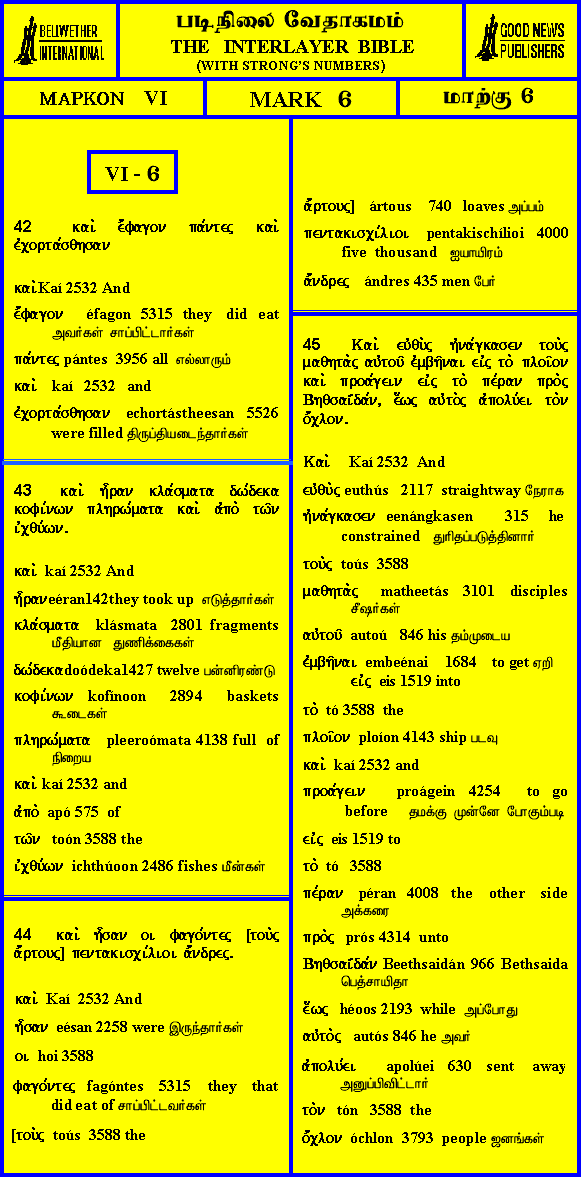 BELLWETHER
INTERNATIONAL
படிநிலை வேதாகமம்
THE INTERLAYER BIBLE
(WITH STRONG'S NUMBERS)
GOOD NEWS
PUBLISHERS
ΜΑΡΚΟΝ VI
MARK 6
மாற்கு 6
VI - 6
42 καὶ ἔφαγον πάντες καὶ
ἐχορτάσθησαν
καὶ Kaí 2532 And
ἔφαγον éfagon 5315 they did eat
அவர்கள் சாப்பிட்டார்கள்
πάντες pántes 3956 all எல்லாரும்
καὶ kaí 2532 and
ἐχορτάσθησαν echortástheesan 5526
were filled திருப்தியடைந்தார்கள்
43 καὶ ἦραν κλάσματα δώδεκα
κοφίνων πληρώματα καὶ ἀπὸ τῶν
ἰχθύων.
καὶ kaí 2532 And
ἦραν eéran142they took up எடுத்தார்கள்
κλάσματα klásmata 2801 fragments
மீதியான துணிக்கைகள்
δώδεκα doódeka1427 twelve பன்னிரண்டு
κοφίνων kofínoon 2894 baskets
கூடைகள்
πληρώματα pleeroómata 4138 full of
நிறைய
καὶ kaí 2532 and
ἀπὸ apó 575 of
τῶν toón 3588 the
ἰχθύων ichthúoon 2486 fishes மீன்கள்
44 καὶ ἦσαν οι φαγόντες [τοὺς
ἄρτους] πεντακισχίλιοι ἄνδρες.
καὶ Kaí 2532 And
ἦσαν eésan 2258 were இருந்தார்கள்
οι hoi 3588
φαγόντες fagóntes 5315 they that
did eat of சாப்பிட்டவர்கள்
[τοὺς toús 3588 the
ἄρτους] ártous 740 loaves அப்பம்
πεντακισχίλιοι pentakischílioi 4000
five thousand ஐயாயிரம்
ἄνδρες ándres 435 men பேர்
45 Καὶ εὐθὺς ἠνάγκασεν τοὺς
μαθητὰς αὐτοῦ ἐμβῆναι εἰς τὸ πλοῖον
καὶ προάγειν εἰς τὸ πέραν πρὸς
Βηθσαϊδάν, ἕως αὐτὸς ἀπολύει τὸν
ὄχλον.
Καὶ Kaí 2532 And
εὐθὺς euthús 2117 straightway நேராக
ἠνάγκασεν eenángkasen 315 he
constrained துரிதப்படுத்தினார்
τοὺς toús 3588
μαθητὰς matheetás 3101 disciples
சீஷர்கள்
αὐτοῦ autoú 846 his தம்முடைய
ἐμβῆναι embeénai 1684 to get ஏறி
εἰς eis 1519 into
τὸ tó 3588 the
πλοῖον ploíon 4143 ship படவு
καὶ kaí 2532 and
προάγειν proágein 4254 to go
before தமக்கு முன்னே போகும்படி
εἰς eis 1519 to
τὸ tó 3588
πέραν péran 4008 the other side
அக்கரை
πρὸς prós 4314 unto
Βηθσαϊδάν Beethsaidán 966 Bethsaida
பெத்சாயிதா
ἕως héoos 2193 while அப்போது
αὐτὸς autós 846 he அவர்
ἀπολύει apolúei 630 sent away
அனுப்பிவிட்டார்
τὸν tón 3588 the
ὄχλον óchlon 3793 people ஜனங்கள்